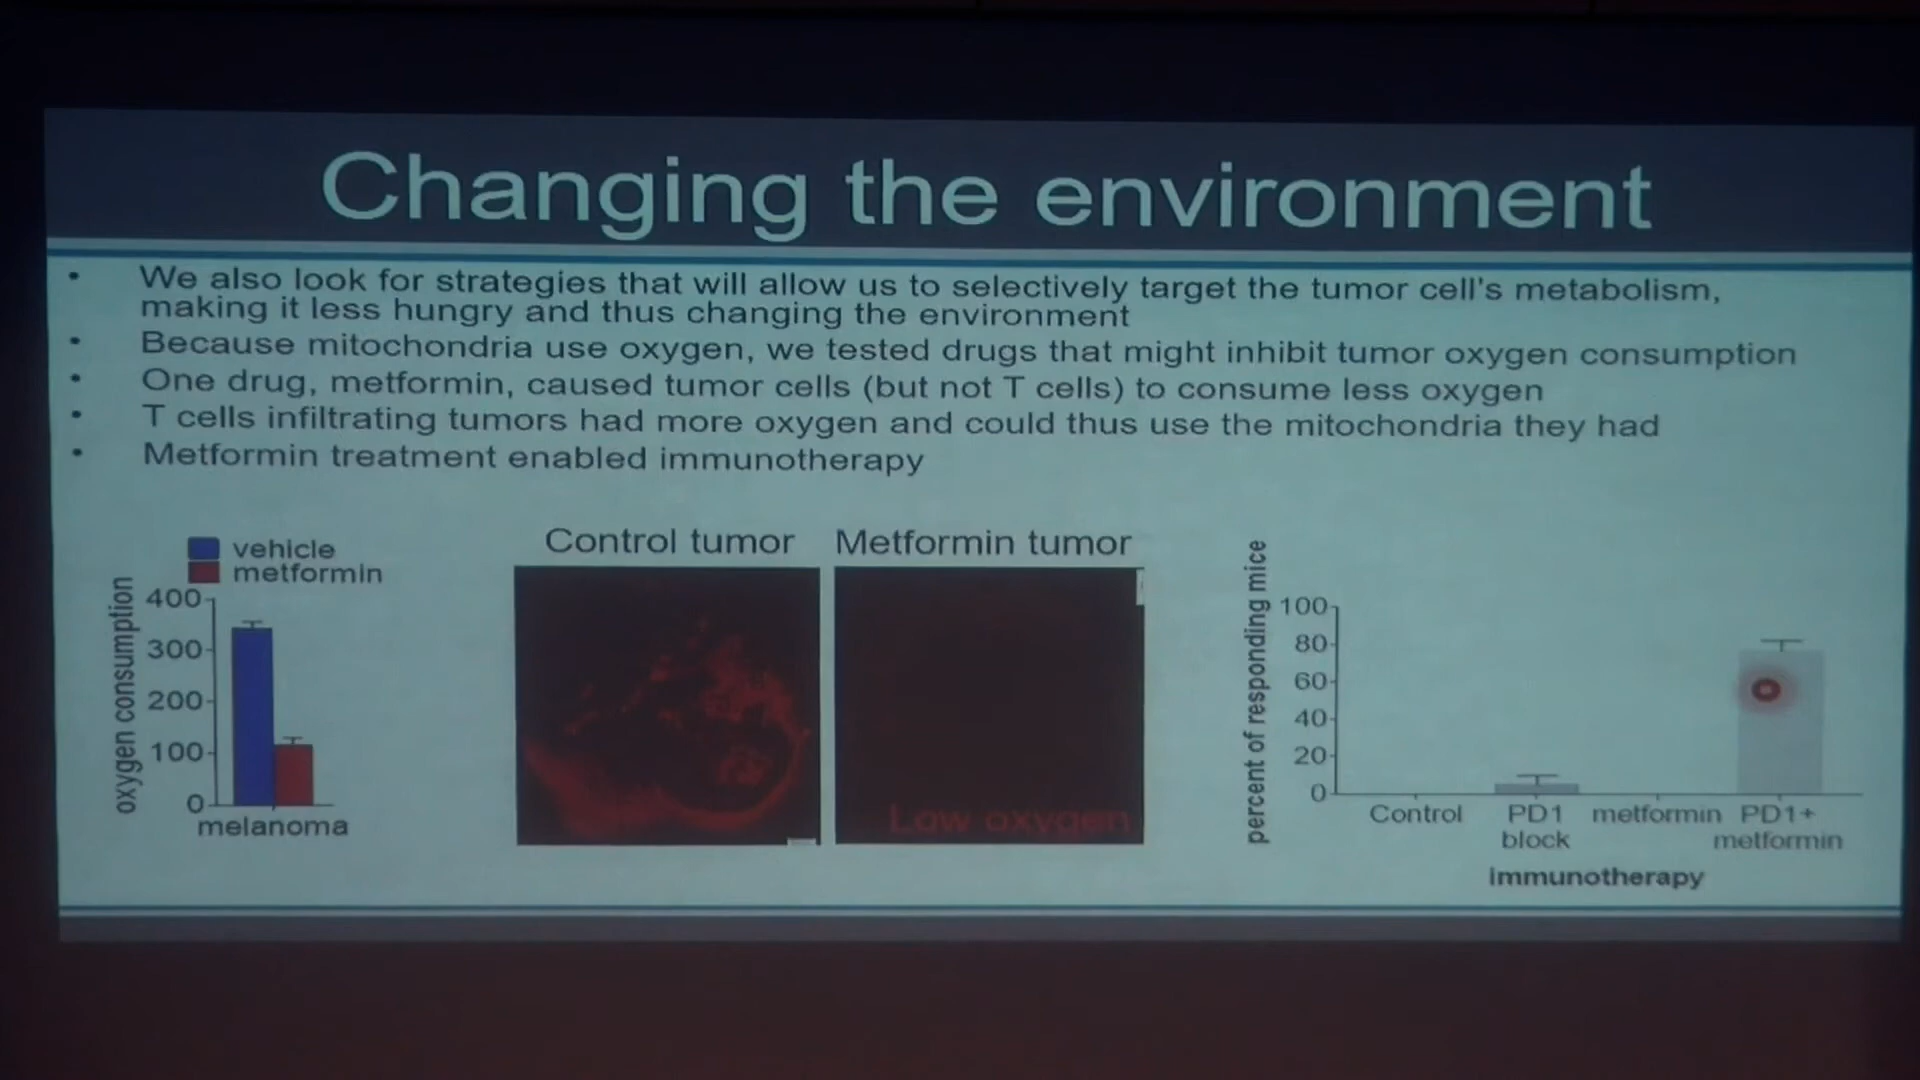 Changing the environment
• We also look for strategies that will allow us to selectively target the tumor cell's metabolism,
making it less hungry and thus changing the environment
• Because mitochondria use oxygen, we tested drugs that might inhibit tumor oxygen consumption
• One drug, metformin, caused tumor cells (but not T cells) to consume less oxygen
• T cells infiltrating tumors had more oxygen and could thus use the mitochondria they had
• Metformin treatment enabled immunotherapy
vehicle
metformin
oxygen consumption
400
300
200
100
0
melanoma
Control tumor
Metformin tumor
Low oxygen
percent of responding mice
100
80
60
40
20
0
Control
PD1
block
metformin
PD1+
metformin
immunotherapy